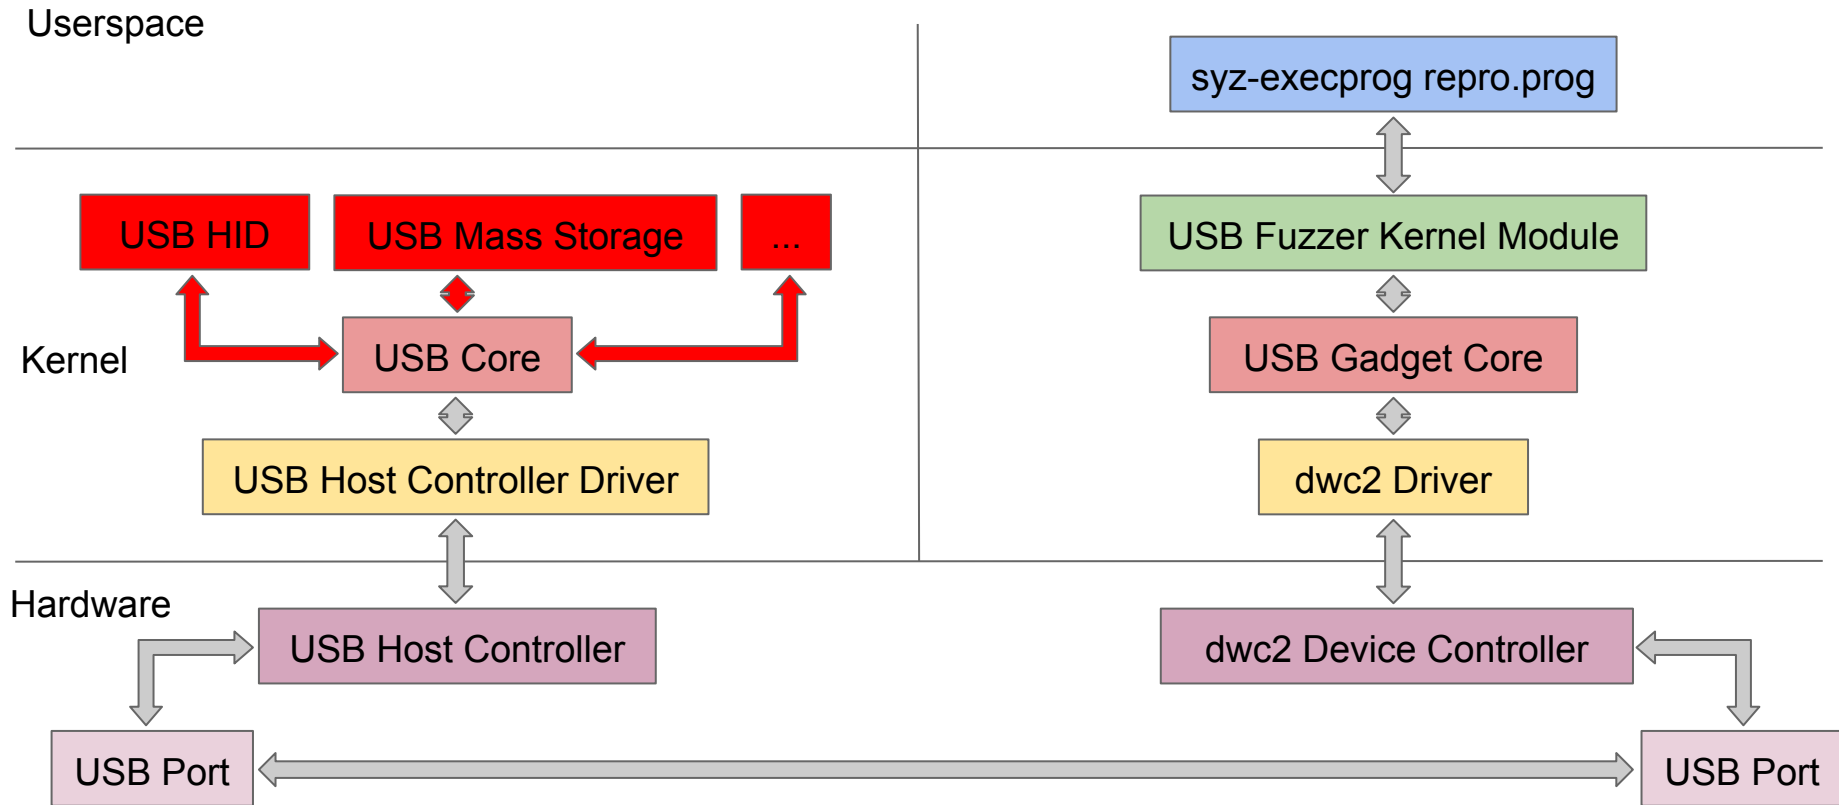 Userspace
syz-execprog repro.prog
USB HID
USB Mass Storage
...
USB Fuzzer Kernel Module
Kernel
USB Core
USB Gadget Core
USB Host Controller Driver
dwc2 Driver
Hardware
USB Host Controller
dwc2 Device Controller
USB Port
USB Port